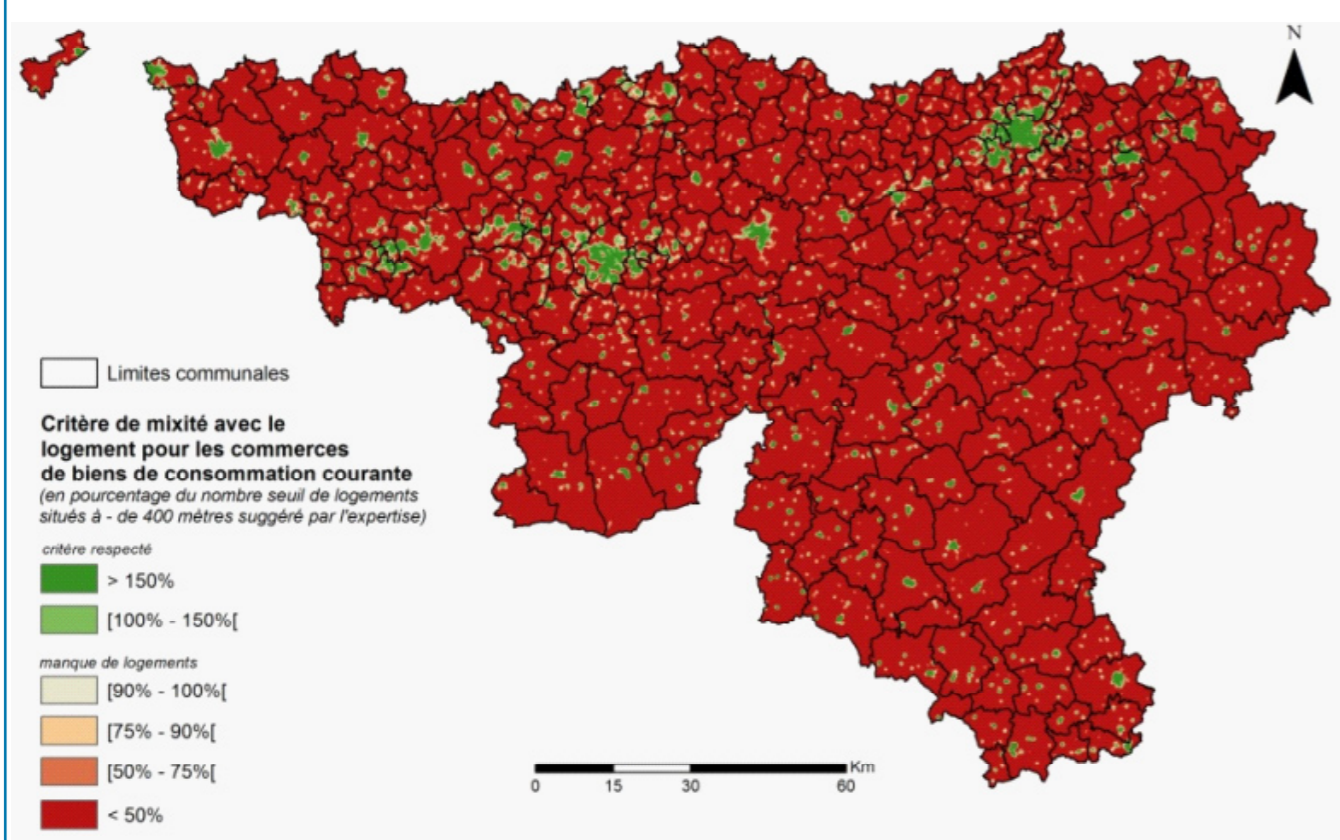 N
Limites communales
Critère de mixité avec le
logement pour les commerces
de biens de consommation courante
(en pourcentage du nombre seuil de logements
situés à - de 400 mètres suggéré par l'expertise)
critère respecté
> 150%
[100% - 150%[
manque de logements
[90% - 100%[
[75% - 90%[
[50% - 75%[
< 50%
Km
0 15 30 60